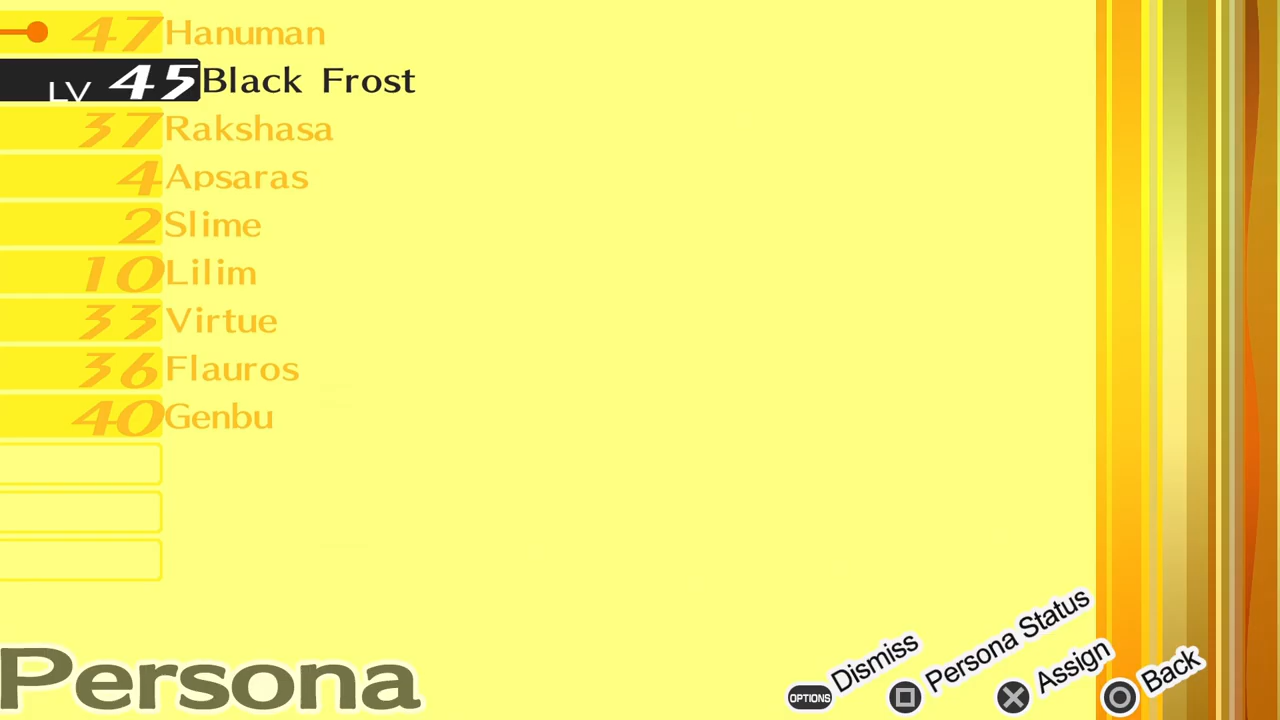 47 Hanuman
LV 45 Black Frost
37 Rakshasa
4 Apsaras
2 Slime
10 Lilim
33 Virtue
36 Flauros
40 Genbu
Persona
OPTIONS Dismiss
Persona Status
Assign
Back